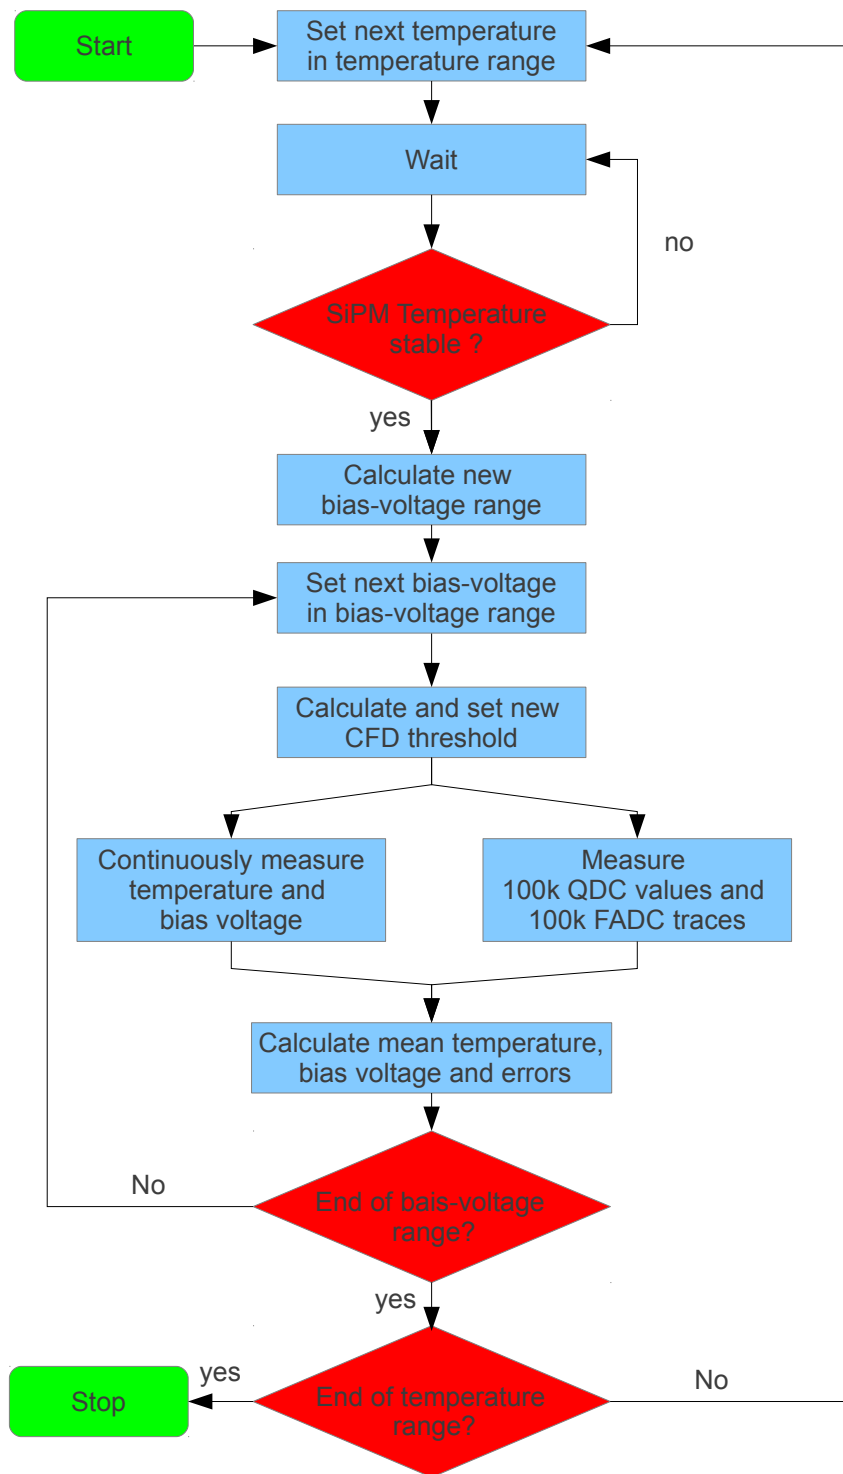 Start
Set next temperature
in temperature range
Wait
no
SiPM Temperature
stable ?
yes
Calculate new
bias-voltage range
Set next bias-voltage
in bias-voltage range
Calculate and set new
CFD threshold
Continuously measure
temperature and
bias voltage
Measure
100k QDC values and
100k FADC traces
Calculate mean temperature,
bias voltage and errors
No
End of bais-voltage
range?
yes
yes
Stop
End of temperature
range?
No